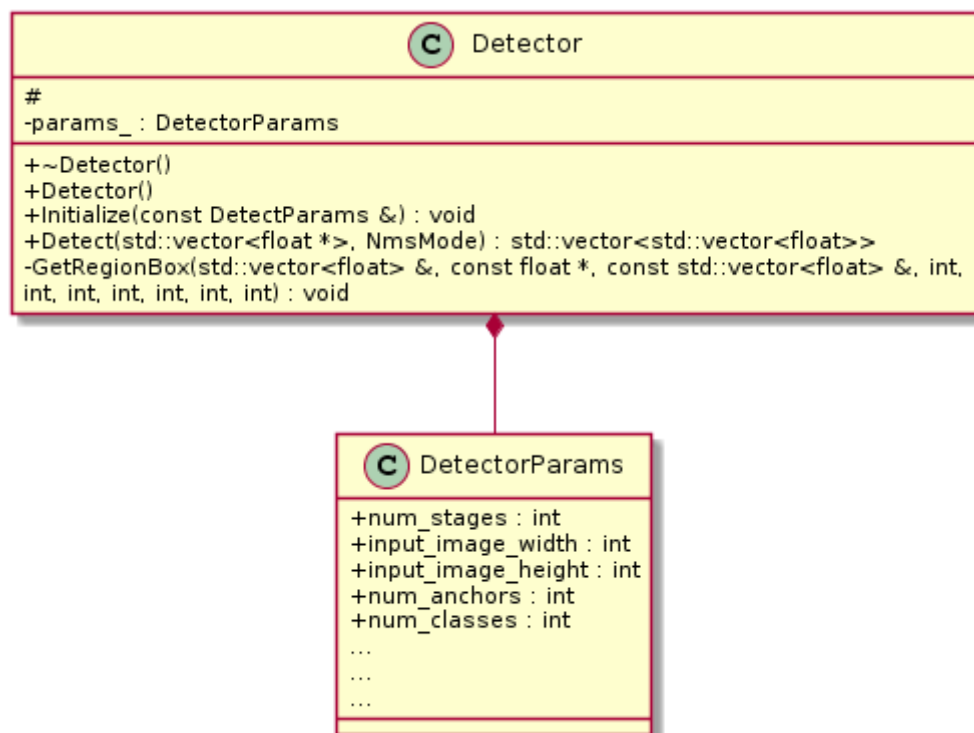 C Detector
#
-params_ : DetectorParams
+~Detector()
+Detector()
+Initialize(const DetectParams &) : void
+Detect(std::vector<float *>, NmsMode) : std::vector<std::vector<float>>
-GetRegionBox(std::vector<float> &, const float *, const std::vector<float> &, int,
int, int, int, int, int, int) : void
C DetectorParams
+num_stages : int
+input_image_width : int
+input_image_height : int
+num_anchors : int
+num_classes : int
...
...
...